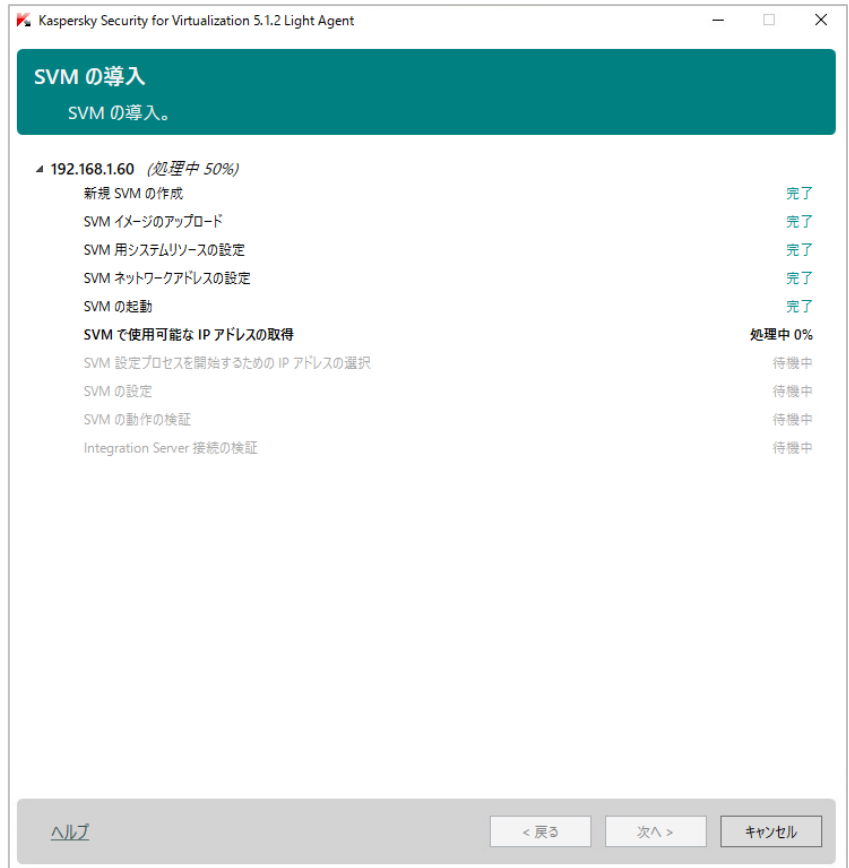 Kaspersky Security for Virtualization 5.1.2 Light Agent
SVM の導入
SVM の導入。
192.168.1.60 (処理中 50%)
新規 SVM の作成 完了
SVM イメージのアップロード 完了
SVM 用システムリソースの設定 完了
SVM ネットワークアドレスの設定 完了
SVM の起動 完了
SVM で使用可能な IP アドレスの取得 処理中 0%
SVM 設定プロセスを開始するための IP アドレスの選択 待機中
SVM の設定 待機中
SVM の動作の検証 待機中
Integration Server 接続の検証 待機中
ヘルプ < 戻る 次へ > キャンセル